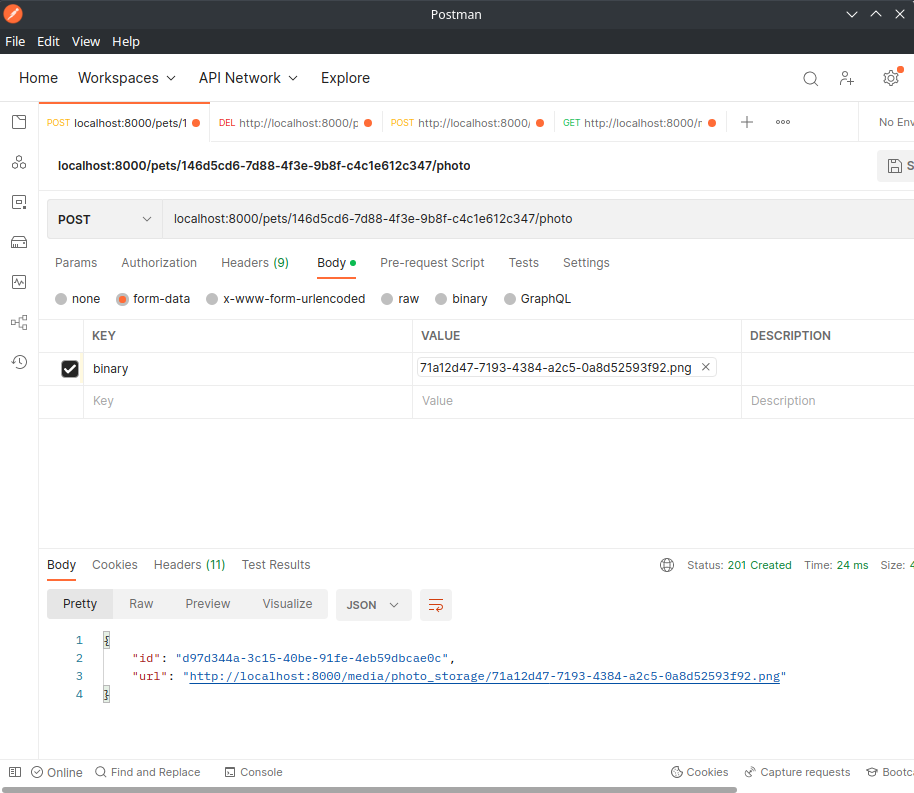 Postman
File Edit View Help
Home Workspaces API Network Explore
POST localhost:8000/pets/1 DEL http://localhost:8000/p POST http://localhost:8000/ GET http://localhost:8000/r No Env
localhost:8000/pets/146d5cd6-7d88-4f3e-9b8f-c4c1e612c347/photo S
POST localhost:8000/pets/146d5cd6-7d88-4f3e-9b8f-c4c1e612c347/photo
Params Authorization Headers (9) Body Pre-request Script Tests Settings
none form-data x-www-form-urlencoded raw binary GraphQL
KEY VALUE DESCRIPTION
binary 71a12d47-7193-4384-a2c5-0a8d52593f92.png
Key Value Description
Body Cookies Headers (11) Test Results Status: 201 Created Time: 24 ms Size: 4
Pretty Raw Preview Visualize JSON
1 {
2 "id": "d97d344a-3c15-40be-91fe-4eb59dbcae0c",
3 "url": "http://localhost:8000/media/photo_storage/71a12d47-7193-4384-a2c5-0a8d52593f92.png"
4 }
Online Find and Replace Console Cookies Capture requests Bootc